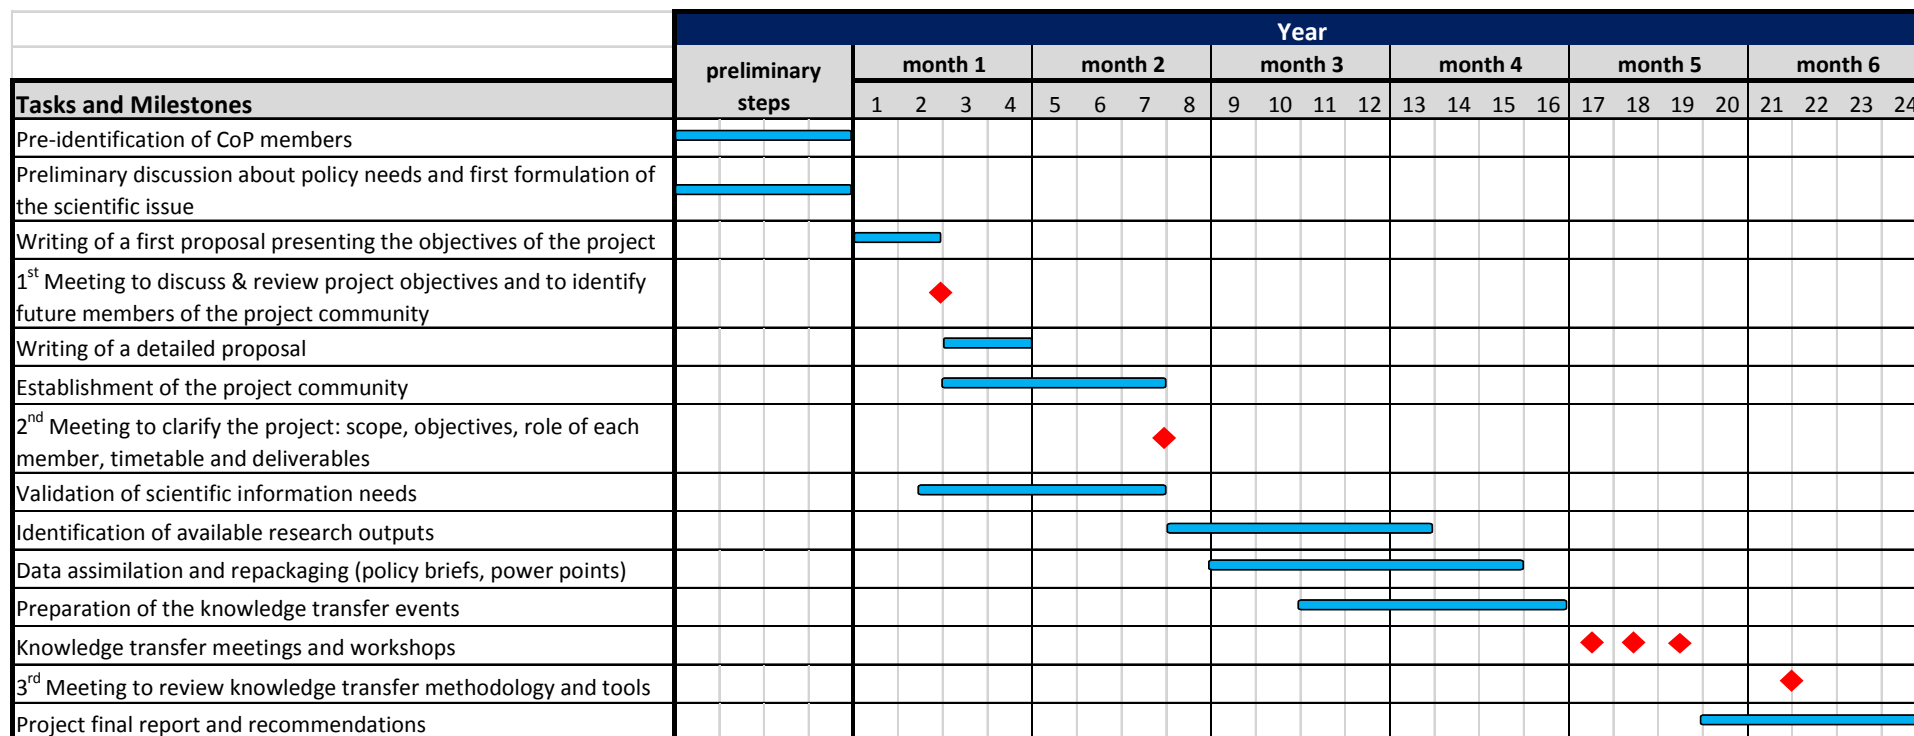 Year
preliminary
steps
month 1 month 2 month 3 month 4 month 5 month 6
Tasks and Milestones 1 2 3 4 5 6 7 8 9 10 11 12 13 14 15 16 17 18 19 20 21 22 23 24
Pre-identification of CoP members
Preliminary discussion about policy needs and first formulation of
the scientific issue
Writing of a first proposal presenting the objectives of the project
1st Meeting to discuss & review project objectives and to identify
future members of the project community
Writing of a detailed proposal
Establishment of the project community
2nd Meeting to clarify the project: scope, objectives, role of each
member, timetable and deliverables
Validation of scientific information needs
Identification of available research outputs
Data assimilation and repackaging (policy briefs, power points)
Preparation of the knowledge transfer events
Knowledge transfer meetings and workshops
3rd Meeting to review knowledge transfer methodology and tools
Project final report and recommendations